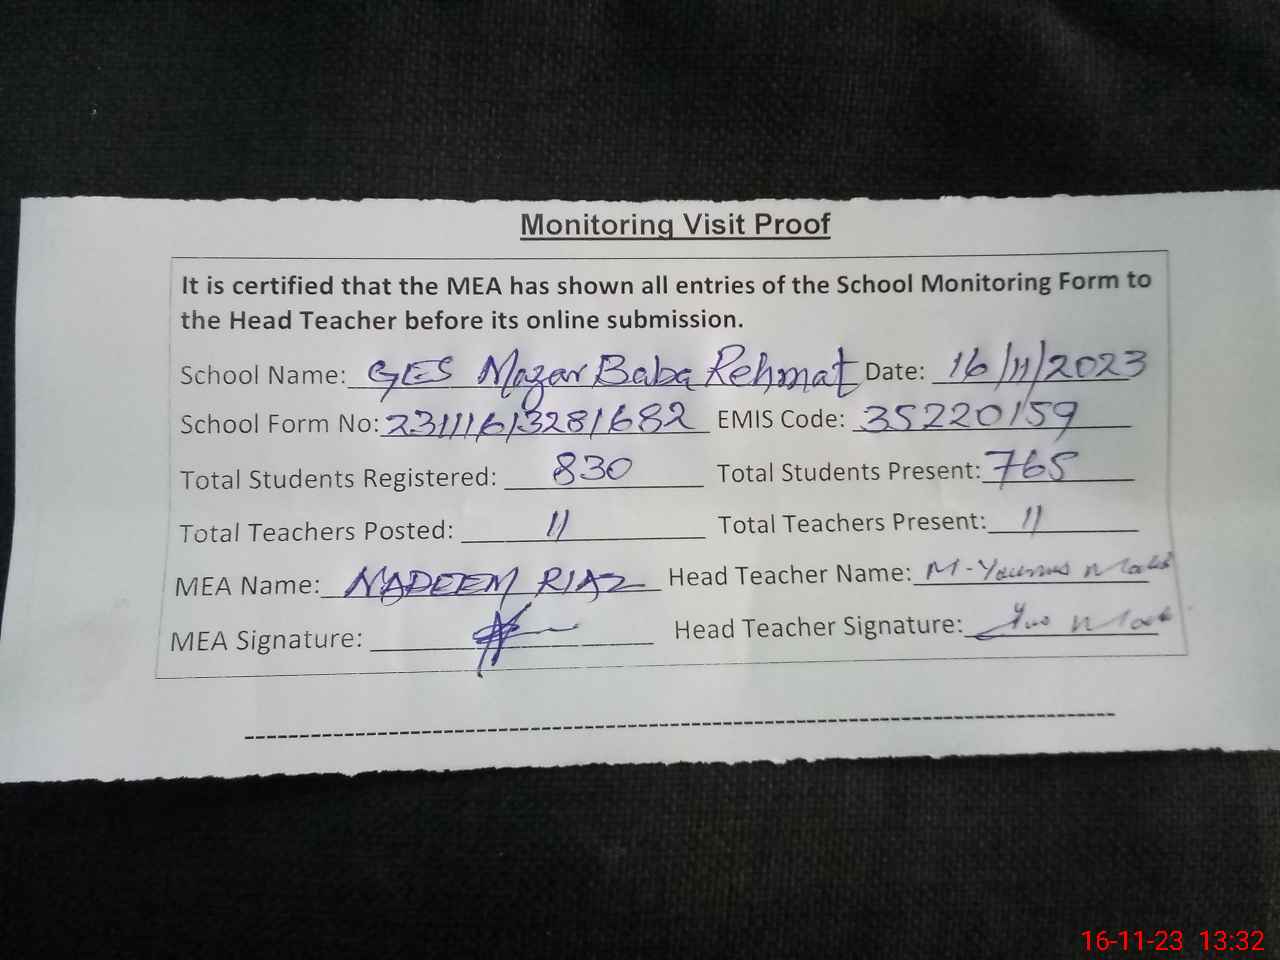 Monitoring Visit Proof
It is certified that the MEA has shown all entries of the School Monitoring Form to
the Head Teacher before its online submission.
School Name: GES Mazar Baba Rehmat Date: 16/11/2023
School Form No: 23111613281682 EMIS Code: 35220159
Total Students Registered: 830 Total Students Present: 765
Total Teachers Posted: 11 Total Teachers Present: 11
MEA Name: NADEEM RIAZ Head Teacher Name: M-Younus
MEA Signature: Head Teacher Signature:
16-11-23 13:32